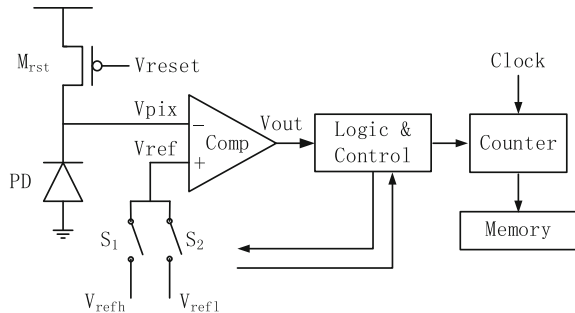 Mrst
Vreset
Clock
Vpix
Vref
Vout
Comp
Logic &
Control
Counter
PD
S1
S2
Memory
Vrefh
Vrefl